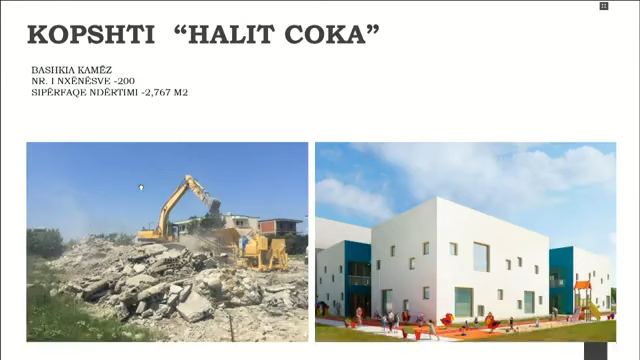 KOPSHTI “HALIT COKA”
BASHKIA KAMËZ
NR. I NXËNËSVE -200
SIPËRFAQE NDËRTIMI -2,767 M2